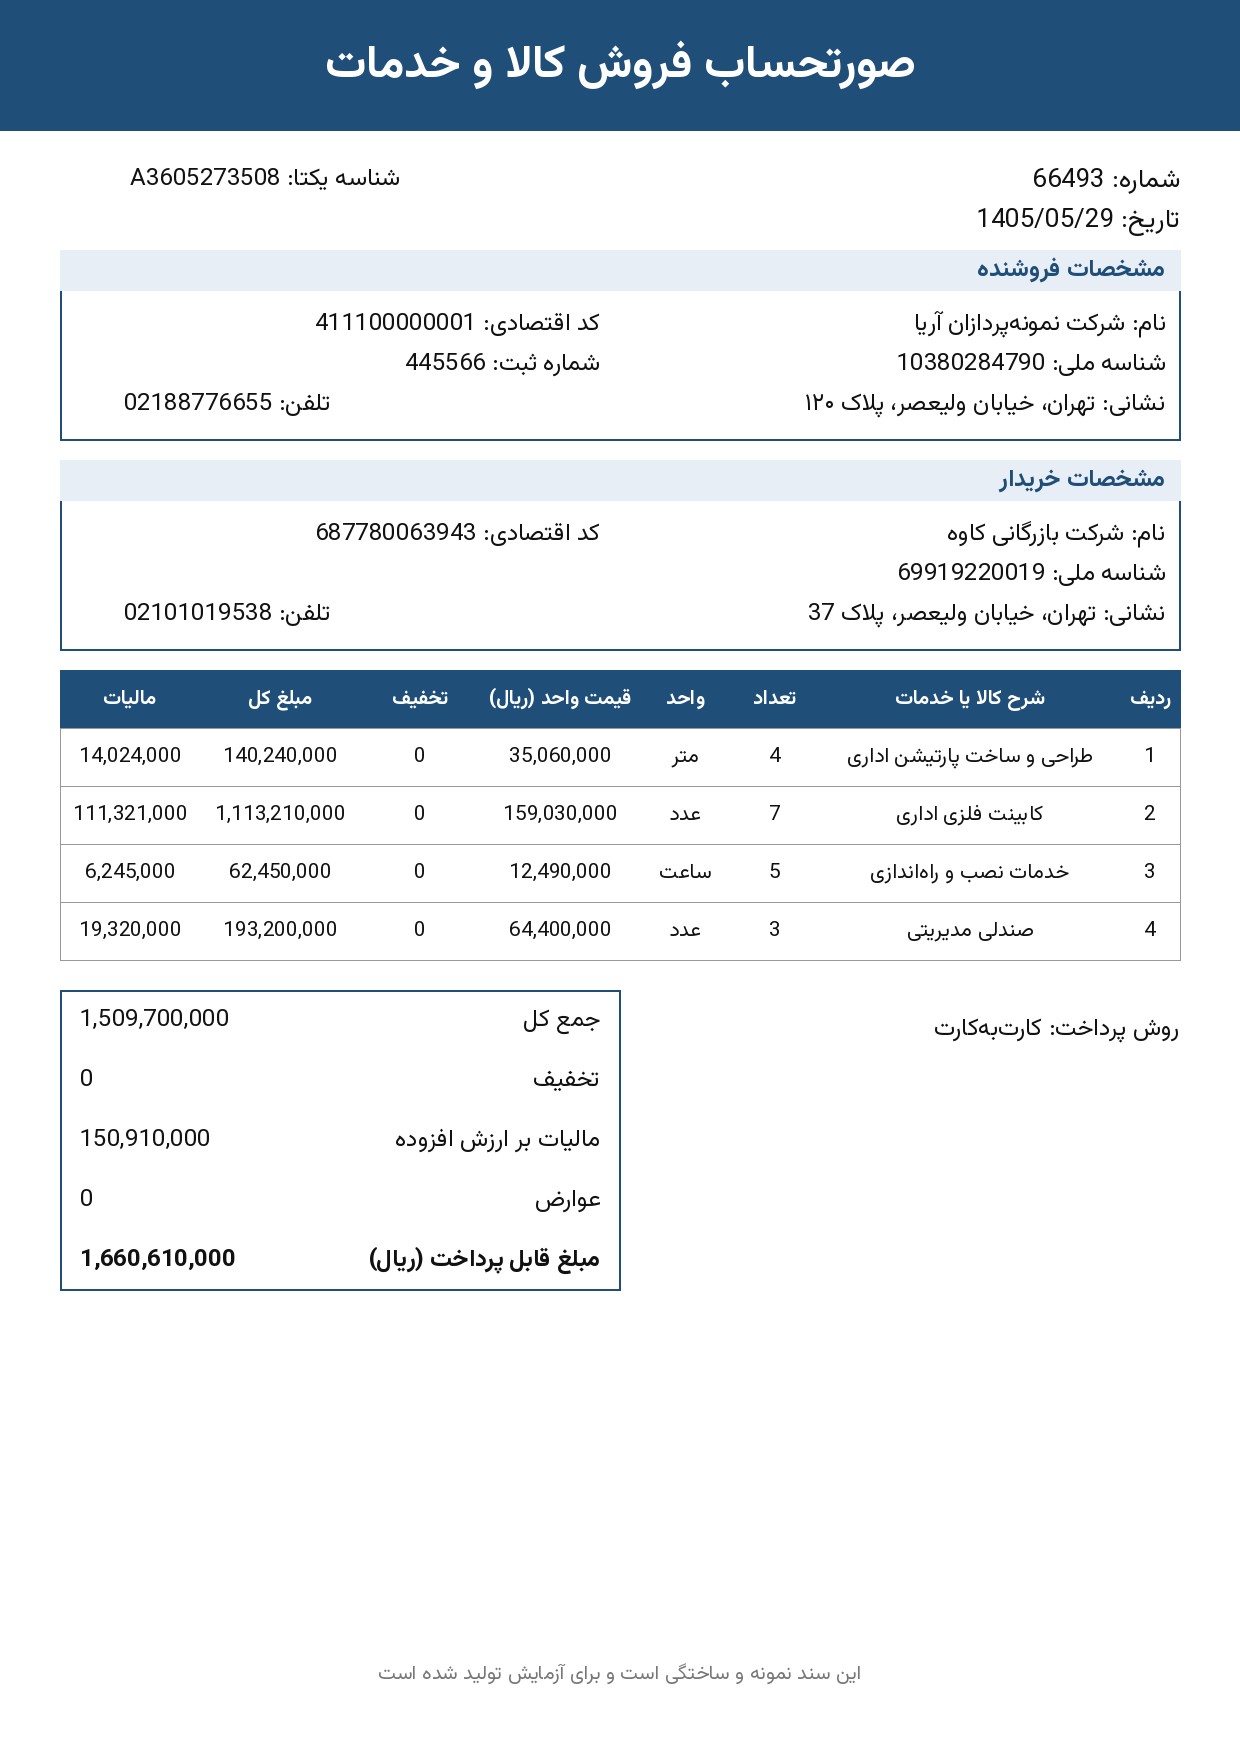 صورتحساب فروش کالا و خدمات
شماره: 66493 شناسه یکتا: A3605273508
تاریخ: 1405/05/29
مشخصات فروشنده
نام: شرکت نمونه‌پردازان آریا کد اقتصادی: 411100000001
شناسه ملی: 10380284790 شماره ثبت: 445566
نشانی: تهران، خیابان ولیعصر، پلاک ۱۲۰ تلفن: 02188776655
مشخصات خریدار
نام: شرکت بازرگانی کاوه کد اقتصادی: 687780063943
شناسه ملی: 69919220019
نشانی: تهران، خیابان ولیعصر، پلاک 37 تلفن: 02101019538
ردیف شرح کالا یا خدمات تعداد واحد قیمت واحد (ریال) تخفیف مبلغ کل مالیات
1 طراحی و ساخت پارتیشن اداری 4 متر 35,060,000 0 140,240,000 14,024,000
2 کابینت فلزی اداری 7 عدد 159,030,000 0 1,113,210,000 111,321,000
3 خدمات نصب و راه‌اندازی 5 ساعت 12,490,000 0 62,450,000 6,245,000
4 صندلی مدیریتی 3 عدد 64,400,000 0 193,200,000 19,320,000
روش پرداخت: کارت‌به‌کارت
جمع کل 1,509,700,000
تخفیف 0
مالیات بر ارزش افزوده 150,910,000
عوارض 0
مبلغ قابل پرداخت (ریال) 1,660,610,000
این سند نمونه و ساختگی است و برای آزمایش تولید شده است